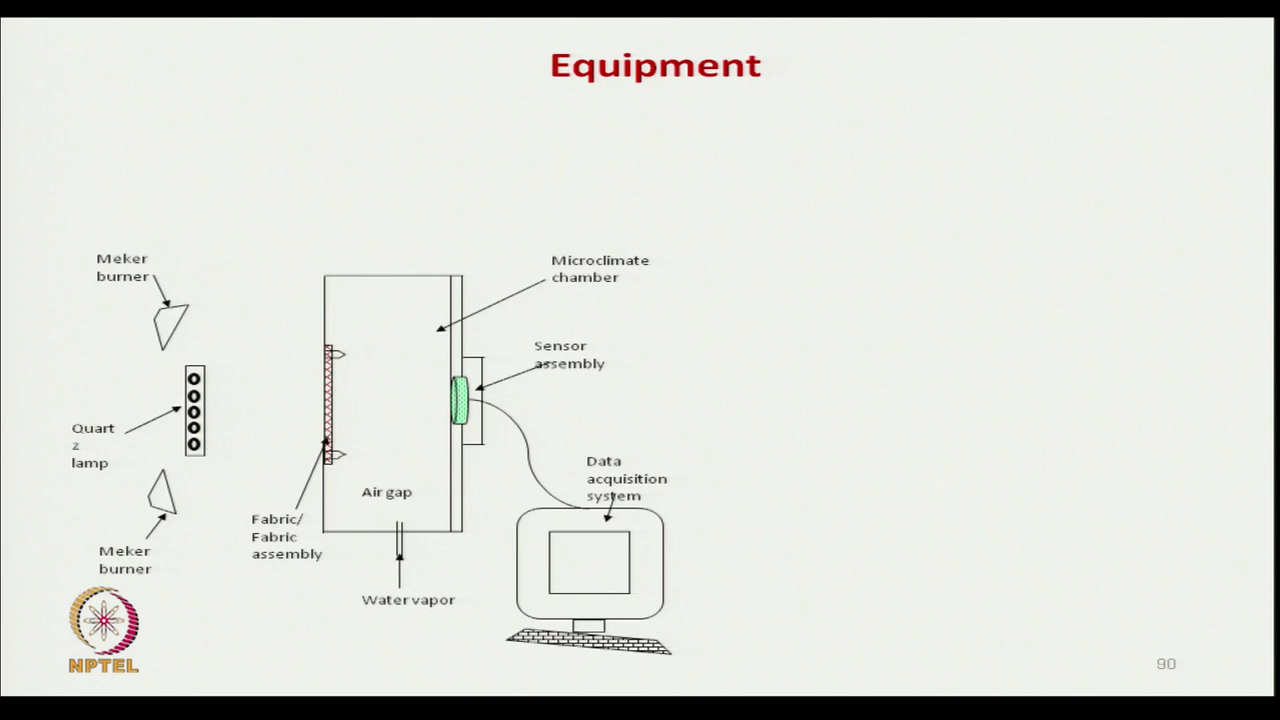 Equipment
Meker
burner
Microclimate
chamber
Sensor
assembly
Quart
z
lamp
Data
acquisition
system
Air gap
Fabric/
Fabric
assembly
Meker
burner
Water vapor
NPTEL
90